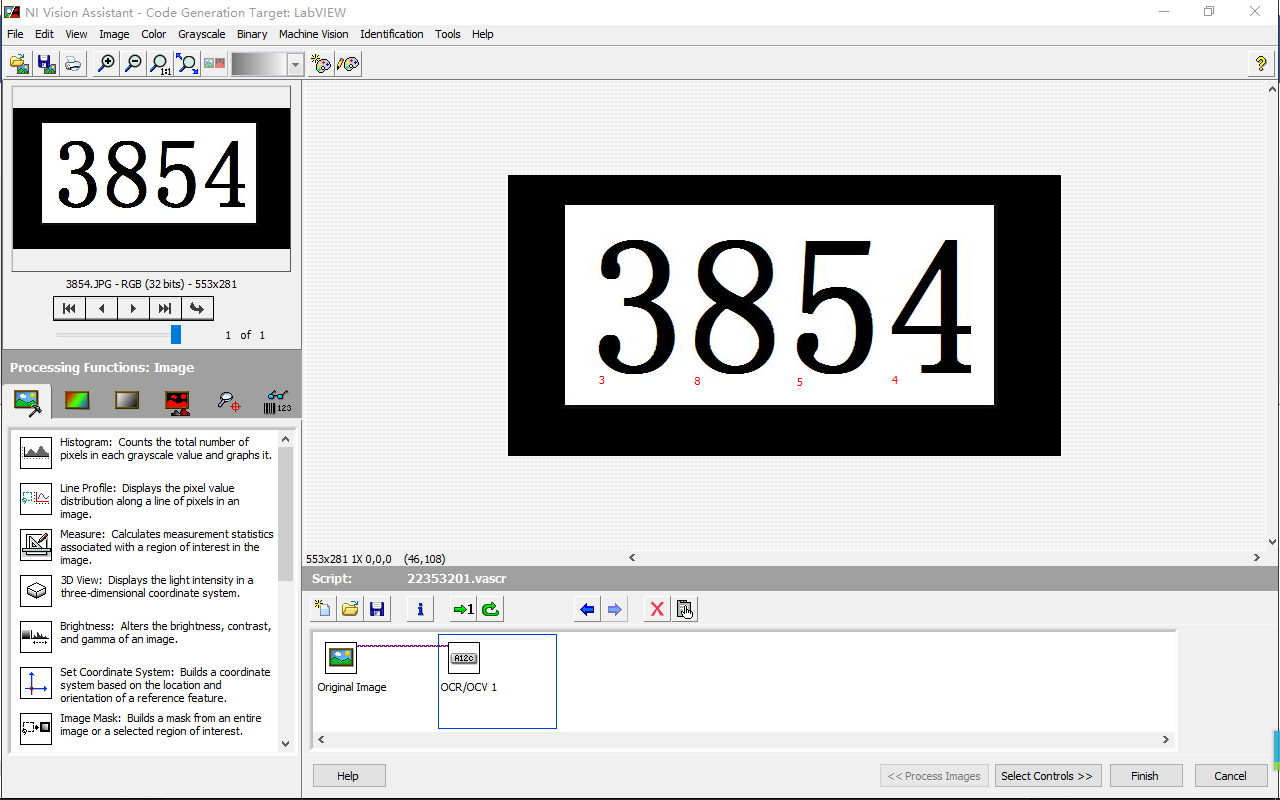 NI Vision Assistant - Code Generation Target: LabVIEW
File Edit View Image Color Grayscale Binary Machine Vision Identification Tools Help
1:1
?
3854
3854.JPG - RGB (32 bits) - 553x281
1 of 1
Processing Functions: Image
123
Histogram: Counts the total number of
pixels in each grayscale value and graphs it.
Line Profile: Displays the pixel value
distribution along a line of pixels in an
image.
Measure: Calculates measurement statistics
associated with a region of interest in the
image.
3D View: Displays the light intensity in a
three-dimensional coordinate system.
Brightness: Alters the brightness, contrast,
and gamma of an image.
Set Coordinate System: Builds a coordinate
system based on the location and
orientation of a reference feature.
Image Mask: Builds a mask from an entire
image or a selected region of interest.
3854
3 8 5 4
553x281 1X 0,0,0 (46,108)
Script: 22353201.vascr
i
1
A12c
Original Image
OCR/OCV 1
Help
<< Process Images
Select Controls >>
Finish
Cancel